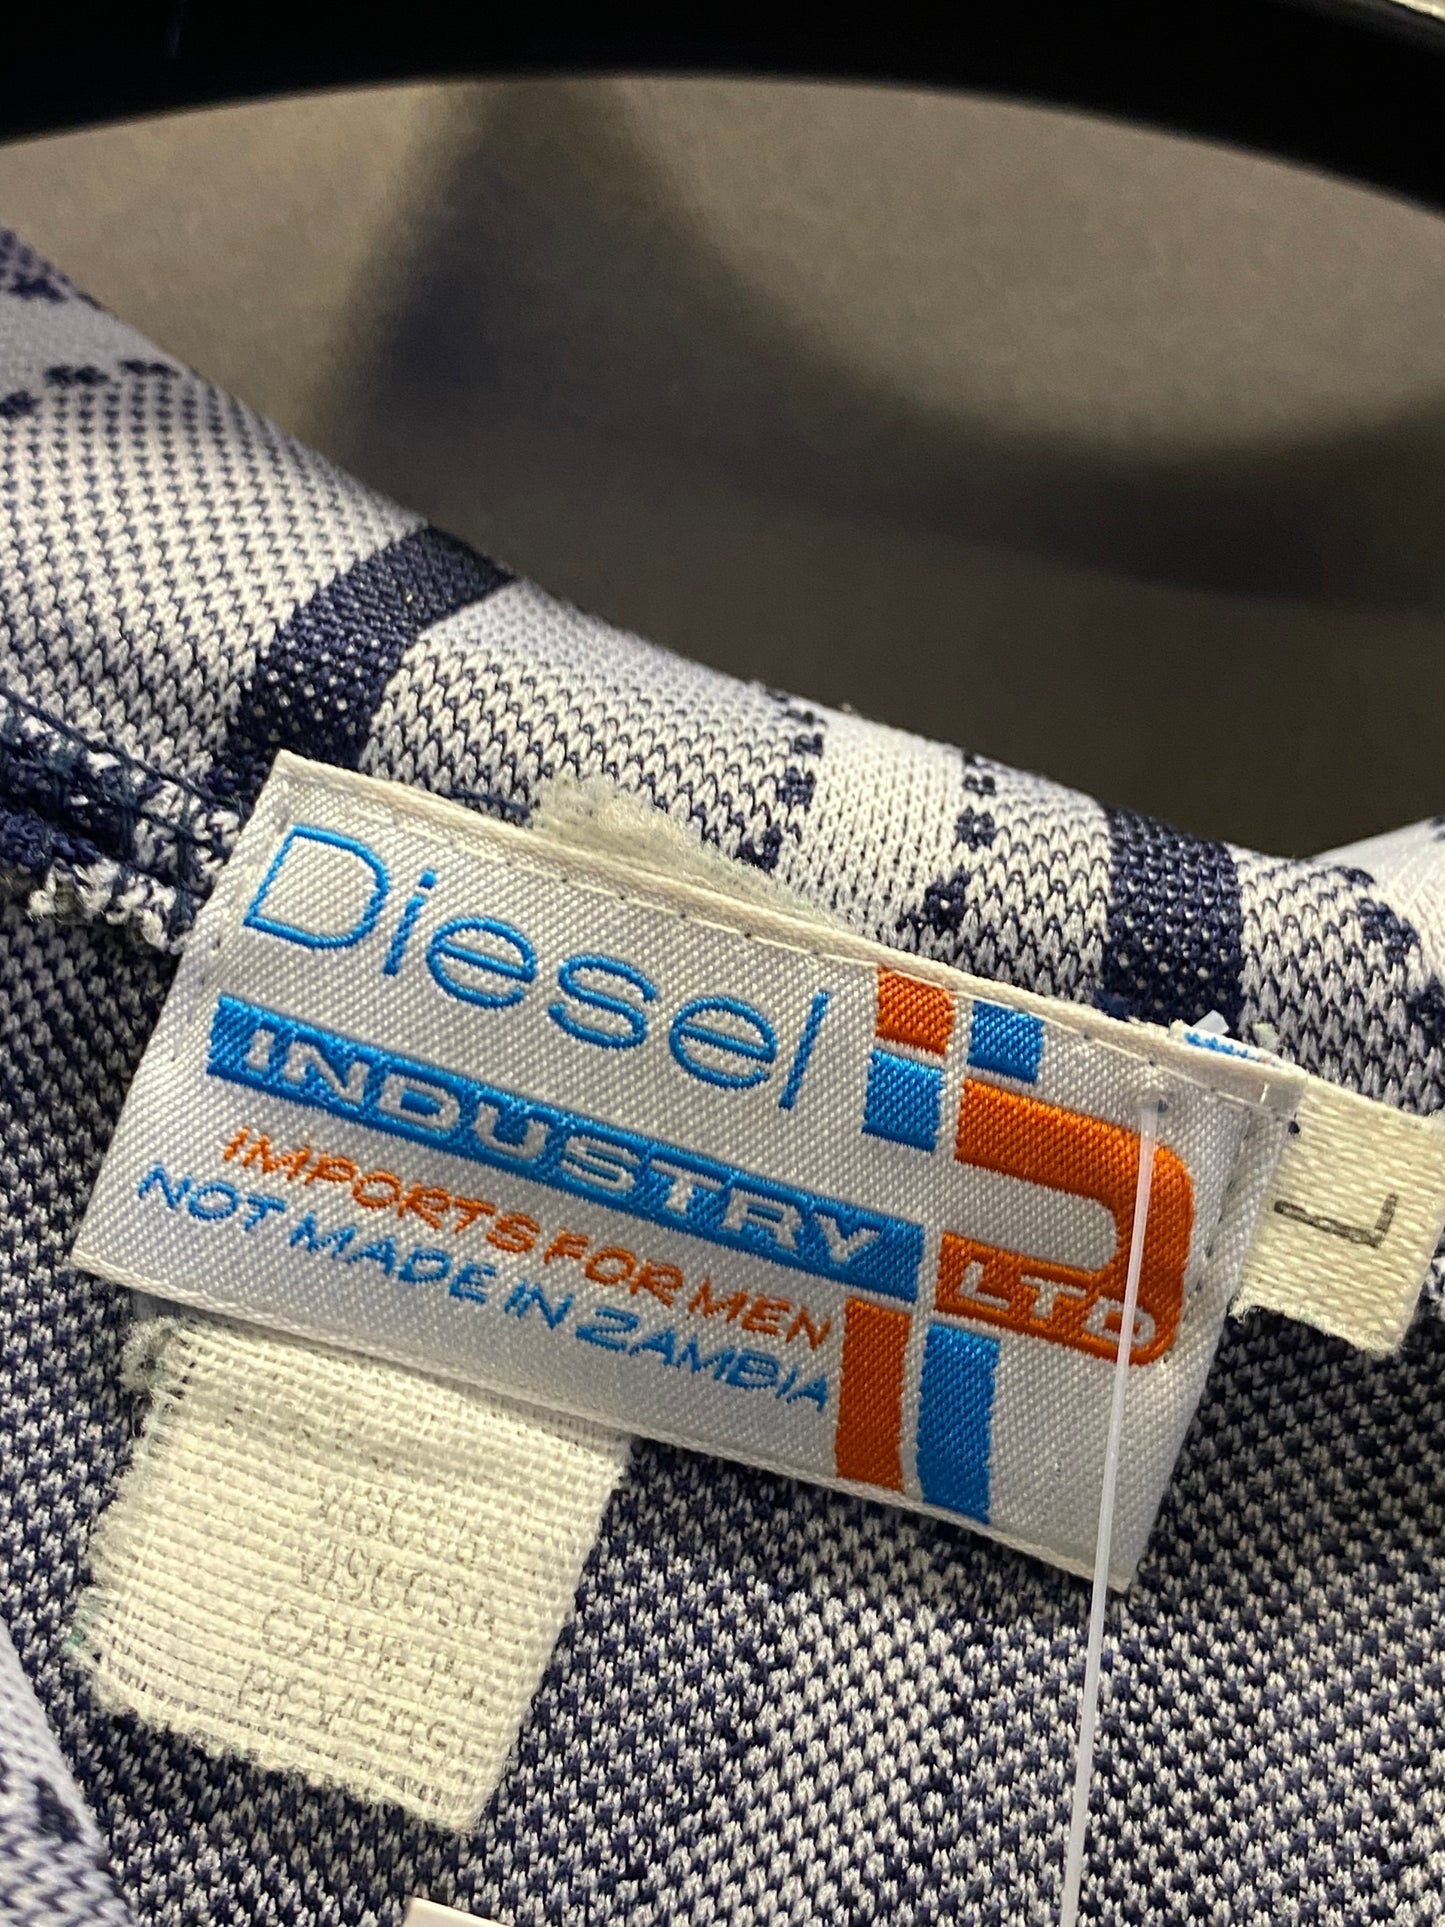 Diesel
INDUSTRY LTD
IMPORTS FOR MEN
NOT MADE IN ZAMBIA
L